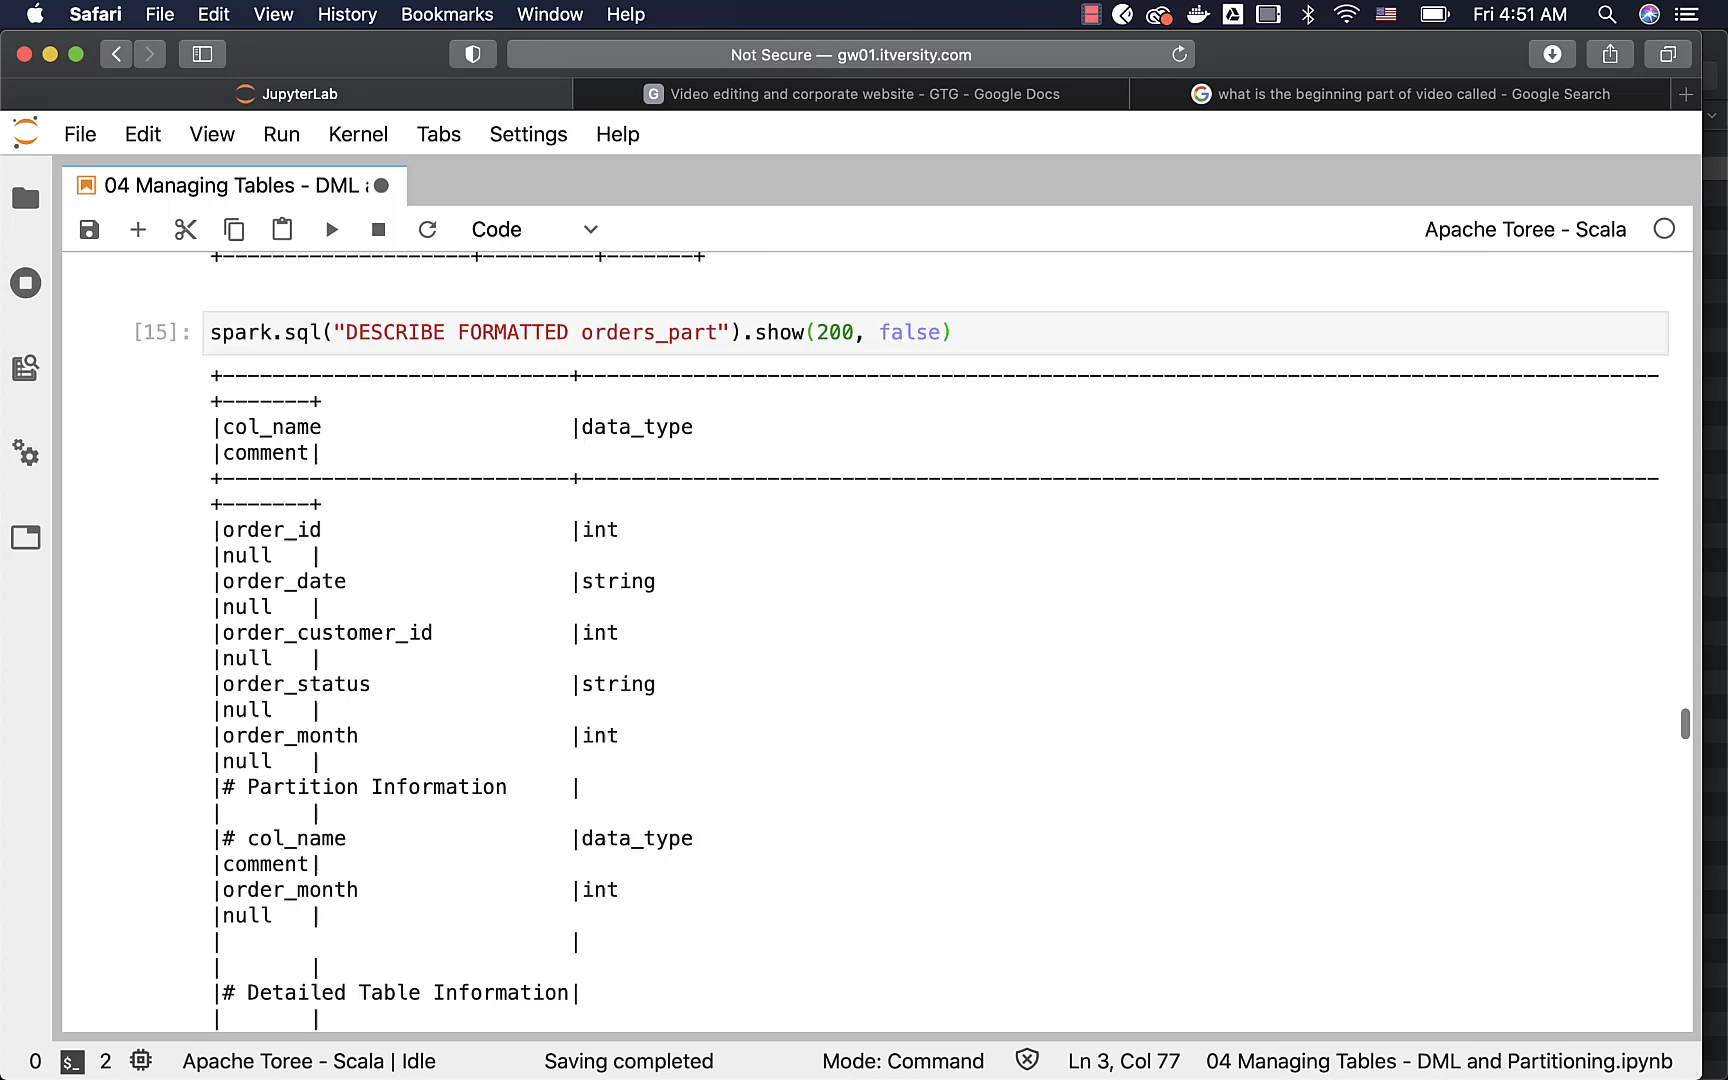 Safari File Edit View History Bookmarks Window Help Fri 4:51 AM
Not Secure — gw01.itversity.com
JupyterLab G Video editing and corporate website - GTG - Google Docs G what is the beginning part of video called - Google Search
File Edit View Run Kernel Tabs Settings Help
04 Managing Tables - DML a
Code Apache Toree - Scala
+--------------------+---------+-------+
[15]: spark.sql("DESCRIBE FORMATTED orders_part").show(200, false)
+----------------------------+---------------------------------------------------------------------------------------
+-------+
|col_name                    |data_type
|comment|
+----------------------------+---------------------------------------------------------------------------------------
+-------+
|order_id                    |int
|null   |
|order_date                  |string
|null   |
|order_customer_id           |int
|null   |
|order_status                |string
|null   |
|order_month                 |int
|null   |
|# Partition Information     |
|       |
|# col_name                  |data_type
|comment|
|order_month                 |int
|null   |
|                            |
|       |
|# Detailed Table Information|
|       |
0 $_ 2 Apache Toree - Scala | Idle Saving completed Mode: Command Ln 3, Col 77 04 Managing Tables - DML and Partitioning.ipynb